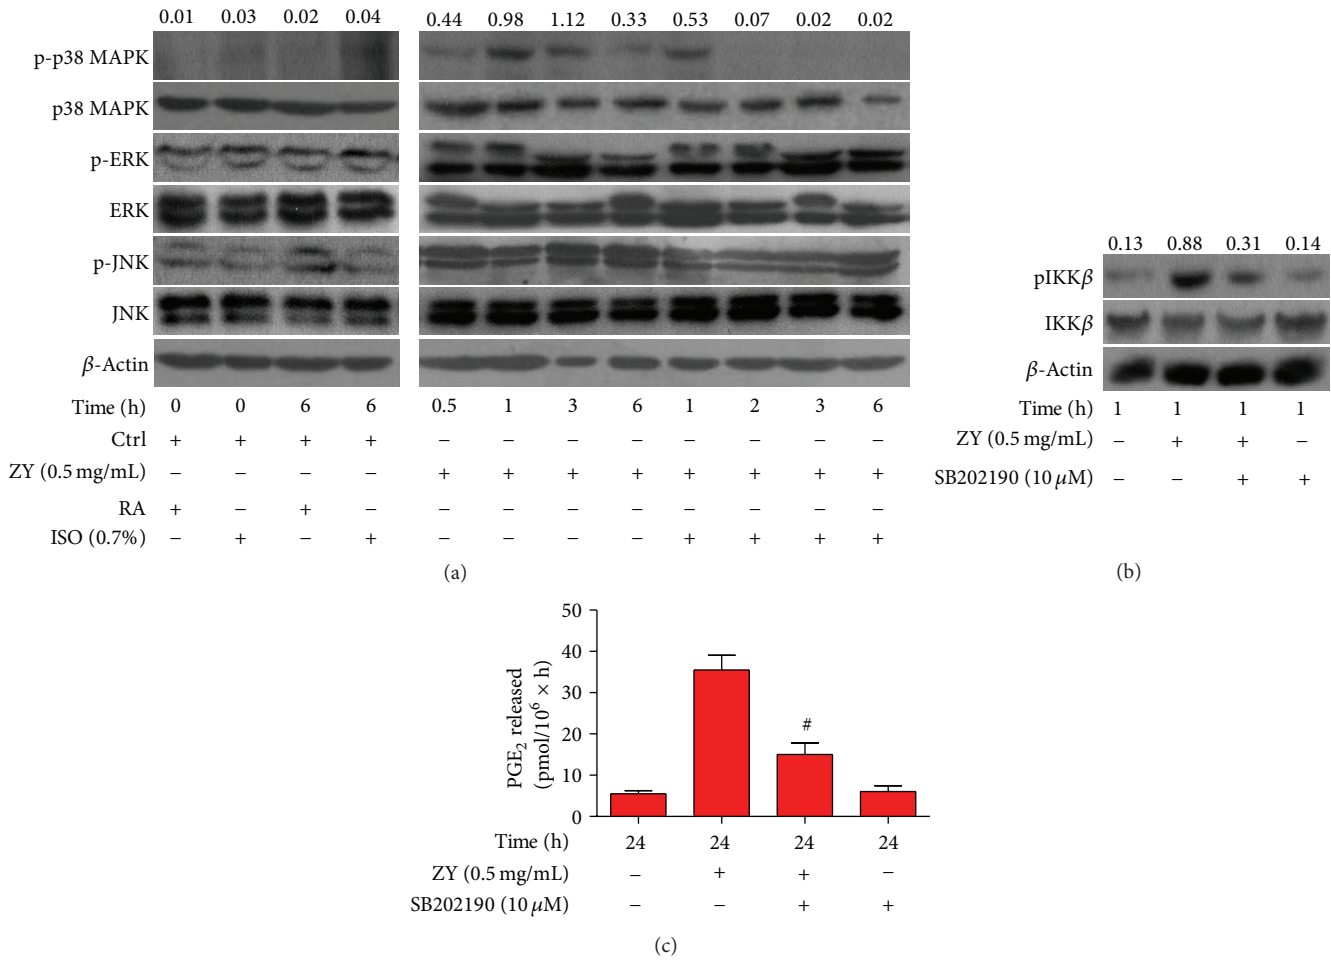 0.01 0.03 0.02 0.04 0.44 0.98 1.12 0.33 0.53 0.07 0.02 0.02
p-p38 MAPK
p38 MAPK
p-ERK
ERK
p-JNK
JNK
β-Actin
Time (h) 0 0 6 6 0.5 1 3 6 1 2 3 6
Ctrl + + + + − − − − − − − −
ZY (0.5 mg/mL) − − − − + + + + + + + +
RA + − + − − − − − − − − −
ISO (0.7%) − + − + − − − − + + + +
(a)
0.13 0.88 0.31 0.14
pIKKβ
IKKβ
β-Actin
Time (h) 1 1 1 1
ZY (0.5 mg/mL) − + + −
SB202190 (10 μM) − − + +
(b)
50
40
30
20
10
0
PGE₂ released
(pmol/10⁶ × h)
#
Time (h) 24 24 24 24
ZY (0.5 mg/mL) − + + −
SB202190 (10 μM) − − + +
(c)